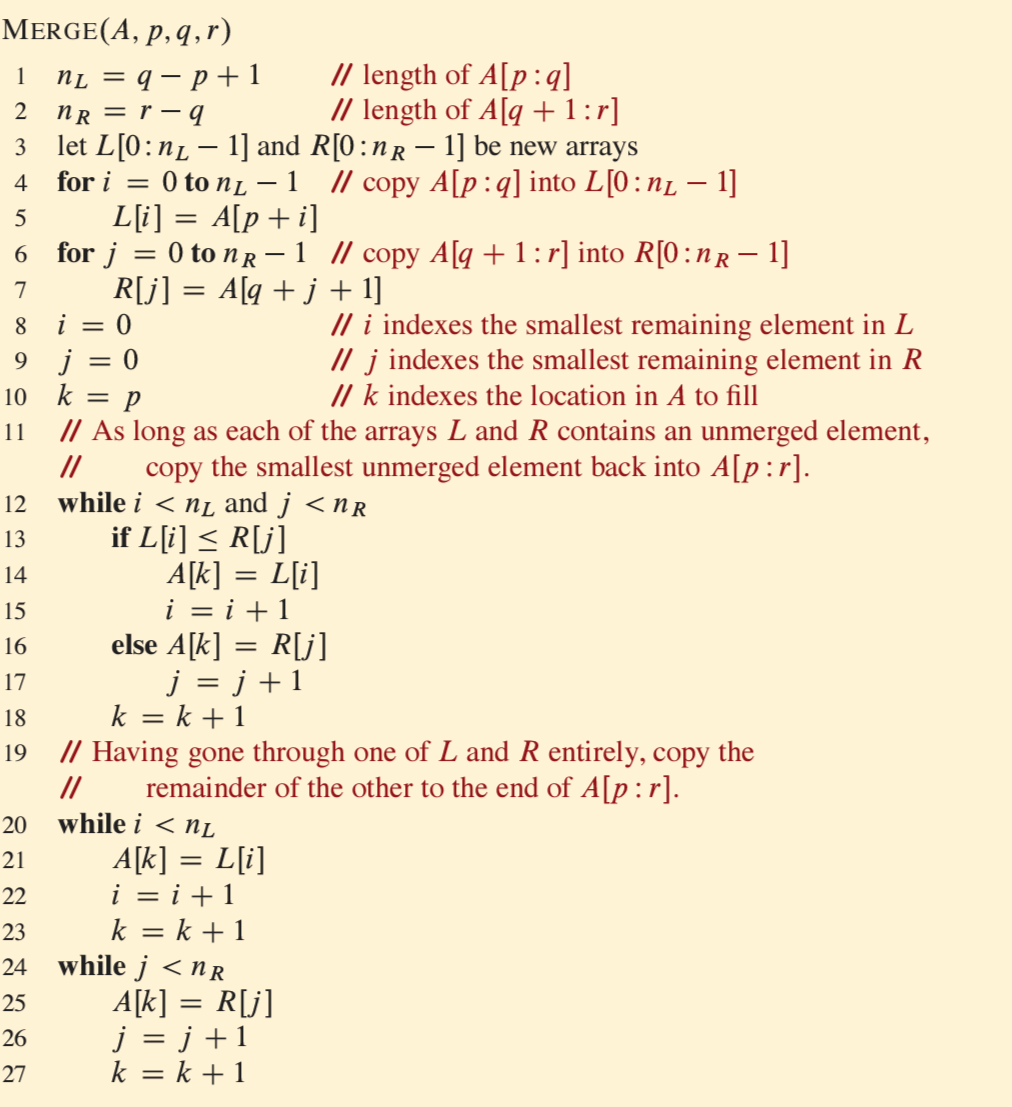 MERGE(A, p, q, r)
1 n_L = q − p + 1 // length of A[p : q]
2 n_R = r − q // length of A[q + 1 : r]
3 let L[0 : n_L − 1] and R[0 : n_R − 1] be new arrays
4 for i = 0 to n_L − 1 // copy A[p : q] into L[0 : n_L − 1]
5 L[i] = A[p + i]
6 for j = 0 to n_R − 1 // copy A[q + 1 : r] into R[0 : n_R − 1]
7 R[j] = A[q + j + 1]
8 i = 0 // i indexes the smallest remaining element in L
9 j = 0 // j indexes the smallest remaining element in R
10 k = p // k indexes the location in A to fill
11 // As long as each of the arrays L and R contains an unmerged element,
// copy the smallest unmerged element back into A[p : r].
12 while i < n_L and j < n_R
13 if L[i] ≤ R[j]
14 A[k] = L[i]
15 i = i + 1
16 else A[k] = R[j]
17 j = j + 1
18 k = k + 1
19 // Having gone through one of L and R entirely, copy the
// remainder of the other to the end of A[p : r].
20 while i < n_L
21 A[k] = L[i]
22 i = i + 1
23 k = k + 1
24 while j < n_R
25 A[k] = R[j]
26 j = j + 1
27 k = k + 1